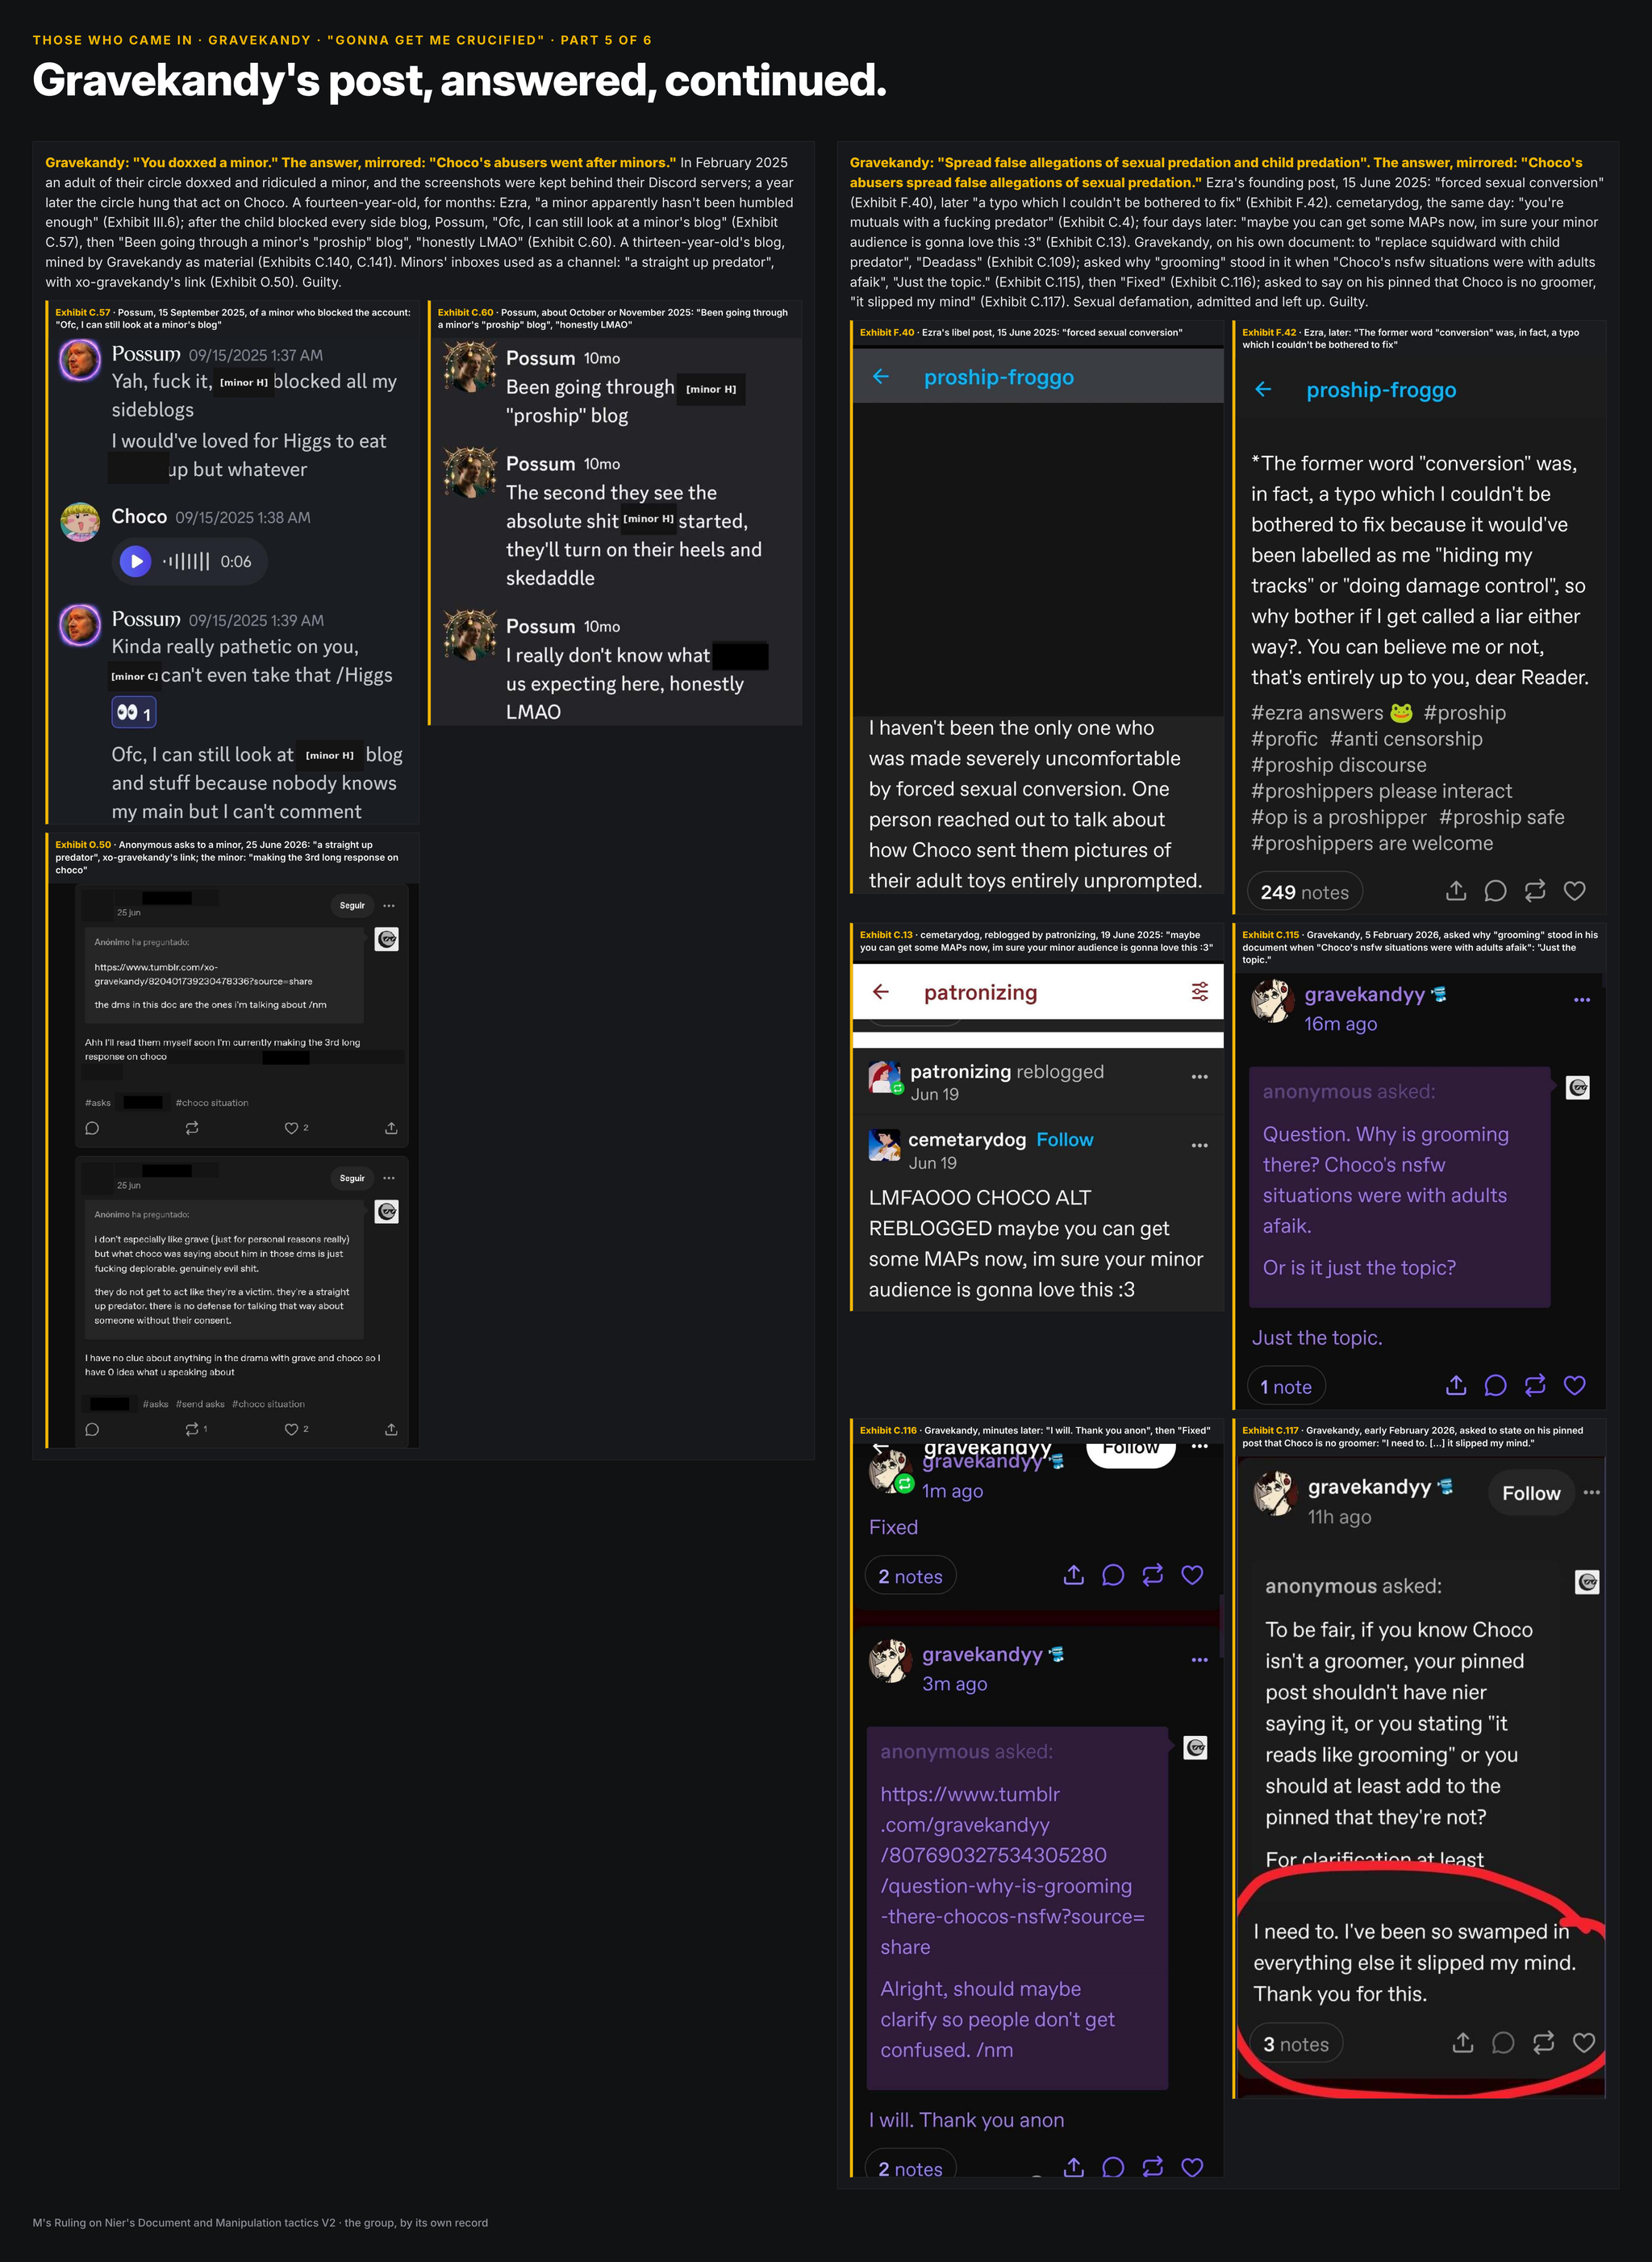 THOSE WHO CAME IN · GRAVEKANDY · "GONNA GET ME CRUCIFIED" · PART 5 OF 6
Gravekandy's post, answered, continued.
Gravekandy: "You doxxed a minor." The answer, mirrored: "Choco's abusers went after minors." In February 2025
an adult of their circle doxxed and ridiculed a minor, and the screenshots were kept behind their Discord servers; a year
later the circle hung that act on Choco. A fourteen-year-old, for months: Ezra, "a minor apparently hasn't been humbled
enough" (Exhibit III.6); after the child blocked every side blog, Possum, "Ofc, I can still look at a minor's blog" (Exhibit
C.57), then "Been going through a minor's "proship" blog", "honestly LMAO" (Exhibit C.60). A thirteen-year-old's blog,
mined by Gravekandy as material (Exhibits C.140, C.141). Minors' inboxes used as a channel: "a straight up predator",
with xo-gravekandy's link (Exhibit O.50). Guilty.
Exhibit C.57 · Possum, 15 September 2025, of a minor who blocked the account:
"Ofc, I can still look at a minor's blog"
Possum 09/15/2025 1:37 AM
Yah, fuck it, [minor H] blocked all my
sideblogs
I would've loved for Higgs to eat
up but whatever
Choco 09/15/2025 1:38 AM
0:06
Possum 09/15/2025 1:39 AM
Kinda really pathetic on you,
[minor C] can't even take that /Higgs
👀 1
Ofc, I can still look at [minor H] blog
and stuff because nobody knows
my main but I can't comment
Exhibit C.60 · Possum, about October or November 2025: "Been going through
a minor's "proship" blog", "honestly LMAO"
Possum 10mo
Been going through [minor H]
"proship" blog
Possum 10mo
The second they see the
absolute shit [minor H] started,
they'll turn on their heels and
skedaddle
Possum 10mo
I really don't know what
us expecting here, honestly
LMAO
Exhibit O.50 · Anonymous asks to a minor, 25 June 2026: "a straight up
predator", xo-gravekandy's link; the minor: "making the 3rd long response on
choco"
25 jun
Seguir
Anónimo ha preguntado:
https://www.tumblr.com/xo-
gravekandy/820401739230478336?source=share
the dms in this doc are the ones i'm talking about /nm
Ahh I'll read them myself soon I'm currently making the 3rd long
response on choco
#asks #choco situation
2
25 jun
Seguir
Anónimo ha preguntado:
i don't especially like grave (just for personal reasons really)
but what choco was saying about him in those dms is just
fucking deplorable. genuinely evil shit.
they do not get to act like they're a victim. they're a straight
up predator. there is no defense for talking that way about
someone without their consent.
I have no clue about anything in the drama with grave and choco so I
have 0 idea what u speaking about
#asks #send asks #choco situation
1 2
Gravekandy: "Spread false allegations of sexual predation and child predation". The answer, mirrored: "Choco's
abusers spread false allegations of sexual predation." Ezra's founding post, 15 June 2025: "forced sexual conversion"
(Exhibit F.40), later "a typo which I couldn't be bothered to fix" (Exhibit F.42). cemetarydog, the same day: "you're
mutuals with a fucking predator" (Exhibit C.4); four days later: "maybe you can get some MAPs now, im sure your minor
audience is gonna love this :3" (Exhibit C.13). Gravekandy, on his own document: to "replace squidward with child
predator", "Deadass" (Exhibit C.109); asked why "grooming" stood in it when "Choco's nsfw situations were with adults
afaik", "Just the topic." (Exhibit C.115), then "Fixed" (Exhibit C.116); asked to say on his pinned that Choco is no groomer,
"it slipped my mind" (Exhibit C.117). Sexual defamation, admitted and left up. Guilty.
Exhibit F.40 · Ezra's libel post, 15 June 2025: "forced sexual conversion"
proship-froggo
I haven't been the only one who
was made severely uncomfortable
by forced sexual conversion. One
person reached out to talk about
how Choco sent them pictures of
their adult toys entirely unprompted.
Exhibit F.42 · Ezra, later: "The former word "conversion" was, in fact, a typo
which I couldn't be bothered to fix"
proship-froggo
*The former word "conversion" was,
in fact, a typo which I couldn't be
bothered to fix because it would've
been labelled as me "hiding my
tracks" or "doing damage control", so
why bother if I get called a liar either
way?. You can believe me or not,
that's entirely up to you, dear Reader.
#ezra answers 🐸 #proship
#profic #anti censorship
#proship discourse
#proshippers please interact
#op is a proshipper #proship safe
#proshippers are welcome
249 notes
Exhibit C.13 · cemetarydog, reblogged by patronizing, 19 June 2025: "maybe
you can get some MAPs now, im sure your minor audience is gonna love this :3"
patronizing
patronizing reblogged
Jun 19
cemetarydog Follow
Jun 19
LMFAOOO CHOCO ALT
REBLOGGED maybe you can get
some MAPs now, im sure your minor
audience is gonna love this :3
Exhibit C.115 · Gravekandy, 5 February 2026, asked why "grooming" stood in his
document when "Choco's nsfw situations were with adults afaik": "Just the
topic."
gravekandyy
16m ago
anonymous asked:
Question. Why is grooming
there? Choco's nsfw
situations were with adults
afaik.
Or is it just the topic?
Just the topic.
1 note
Exhibit C.116 · Gravekandy, minutes later: "I will. Thank you anon", then "Fixed"
gravekandyy
Follow
gravekandyy
1m ago
Fixed
2 notes
gravekandyy
3m ago
anonymous asked:
https://www.tumblr
.com/gravekandyy
/807690327534305280
/question-why-is-grooming
-there-chocos-nsfw?source=
share
Alright, should maybe
clarify so people don't get
confused. /nm
I will. Thank you anon
2 notes
Exhibit C.117 · Gravekandy, early February 2026, asked to state on his pinned
post that Choco is no groomer: "I need to. [...] it slipped my mind."
gravekandyy
Follow
11h ago
anonymous asked:
To be fair, if you know Choco
isn't a groomer, your pinned
post shouldn't have nier
saying it, or you stating "it
reads like grooming" or you
should at least add to the
pinned that they're not?
For clarification at least
I need to. I've been so swamped in
everything else it slipped my mind.
Thank you for this.
3 notes
M's Ruling on Nier's Document and Manipulation tactics V2 · the group, by its own record